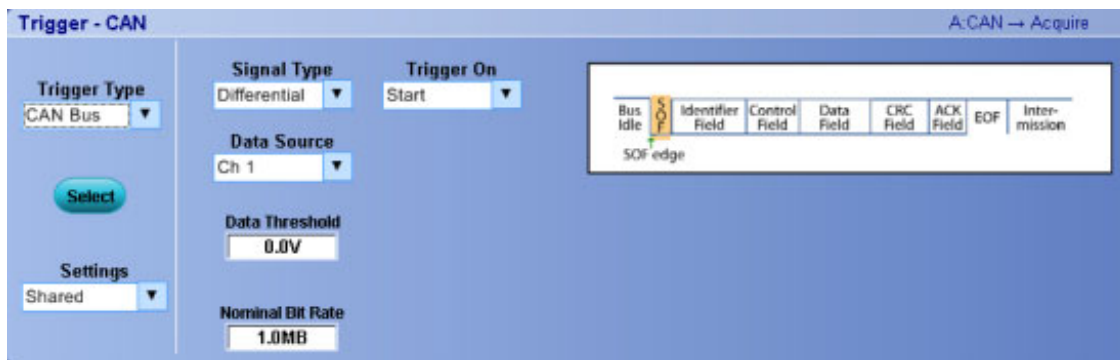 Trigger - CAN
A:CAN → Acquire
Trigger Type
CAN Bus
Select
Settings
Shared
Signal Type
Differential
Data Source
Ch 1
Data Threshold
0.0V
Nominal Bit Rate
1.0MB
Trigger On
Start
Bus Idle
SOF
Identifier Field
Control Field
Data Field
CRC Field
ACK Field
EOF
Inter-
mission
SOF edge